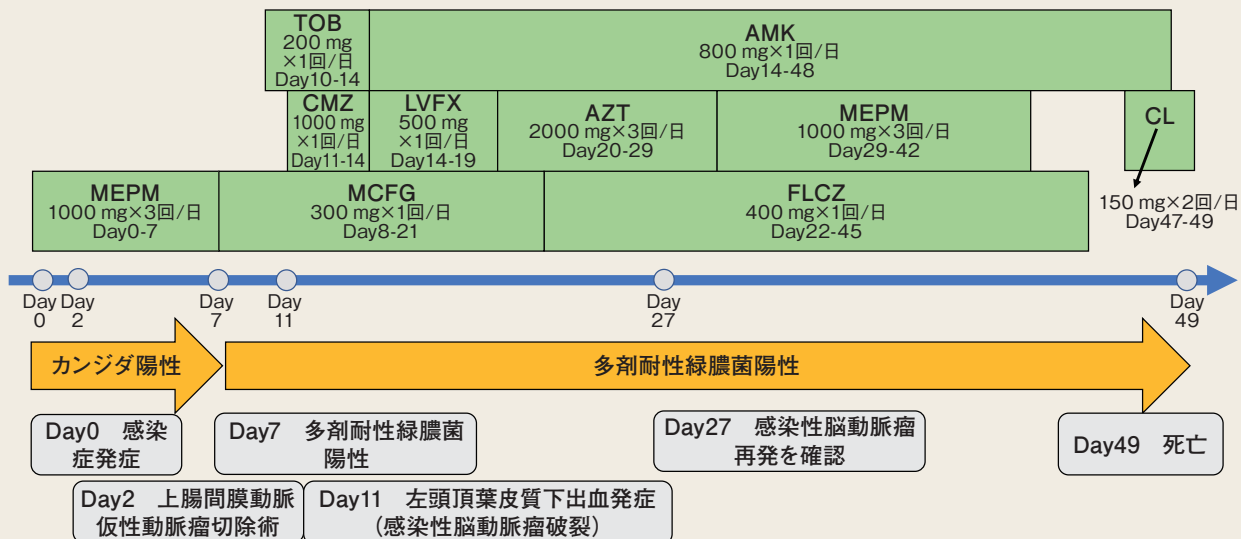 TOB
200 mg
×1回/日
Day10-14
AMK
800 mg×1回/日
Day14-48
CMZ
1000 mg
×1回/日
Day11-14
LVFX
500 mg
×1回/日
Day14-19
AZT
2000 mg×3回/日
Day20-29
MEPM
1000 mg×3回/日
Day29-42
CL
150 mg×2回/日
Day47-49
MEPM
1000 mg×3回/日
Day0-7
MCFG
300 mg×1回/日
Day8-21
FLCZ
400 mg×1回/日
Day22-45
Day
0
Day
2
Day
7
Day
11
Day
27
Day
49
カンジダ陽性
多剤耐性緑膿菌陽性
Day0 感染
症発症
Day7 多剤耐性緑膿菌
陽性
Day27 感染性脳動脈瘤
再発を確認
Day49 死亡
Day2 上腸間膜動脈
仮性動脈瘤切除術
Day11 左頭頂葉皮質下出血発症
（感染性脳動脈瘤破裂）